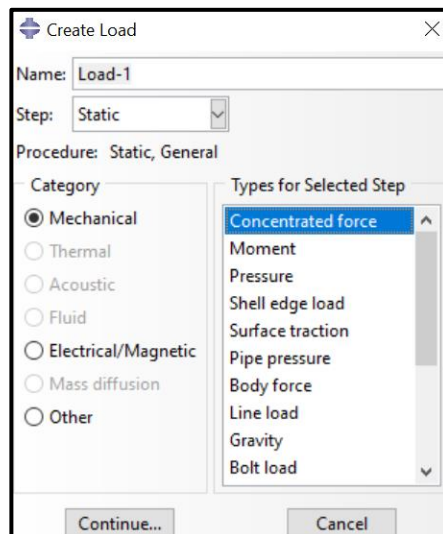 Create Load
Name: Load-1
Step: Static
Procedure: Static, General
Category
Mechanical
Thermal
Acoustic
Fluid
Electrical/Magnetic
Mass diffusion
Other
Types for Selected Step
Concentrated force
Moment
Pressure
Shell edge load
Surface traction
Pipe pressure
Body force
Line load
Gravity
Bolt load
Continue...
Cancel